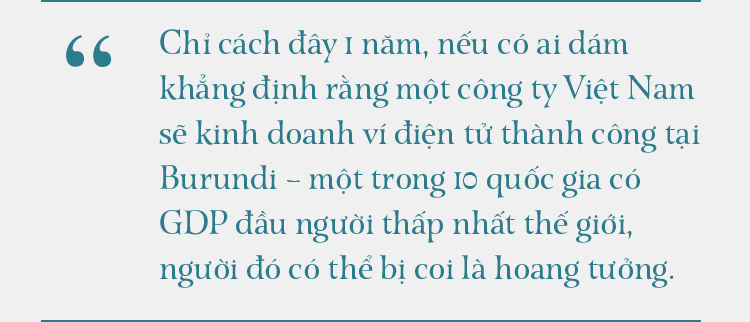 “
Chỉ cách đây 1 năm, nếu có ai dám
khẳng định rằng một công ty Việt Nam
sẽ kinh doanh ví điện tử thành công tại
Burundi – một trong 10 quốc gia có
GDP đầu người thấp nhất thế giới,
người đó có thể bị coi là hoang tưởng.